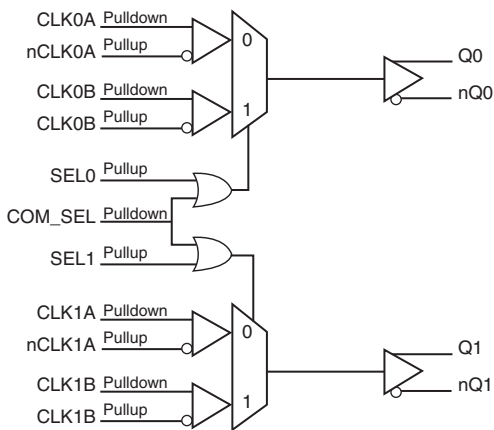 CLK0A Pulldown
nCLK0A Pullup
0
CLK0B Pulldown
CLK0B Pullup
1
Q0
nQ0
SEL0 Pullup
COM_SEL Pulldown
SEL1 Pullup
CLK1A Pulldown
nCLK1A Pullup
0
CLK1B Pulldown
CLK1B Pullup
1
Q1
nQ1